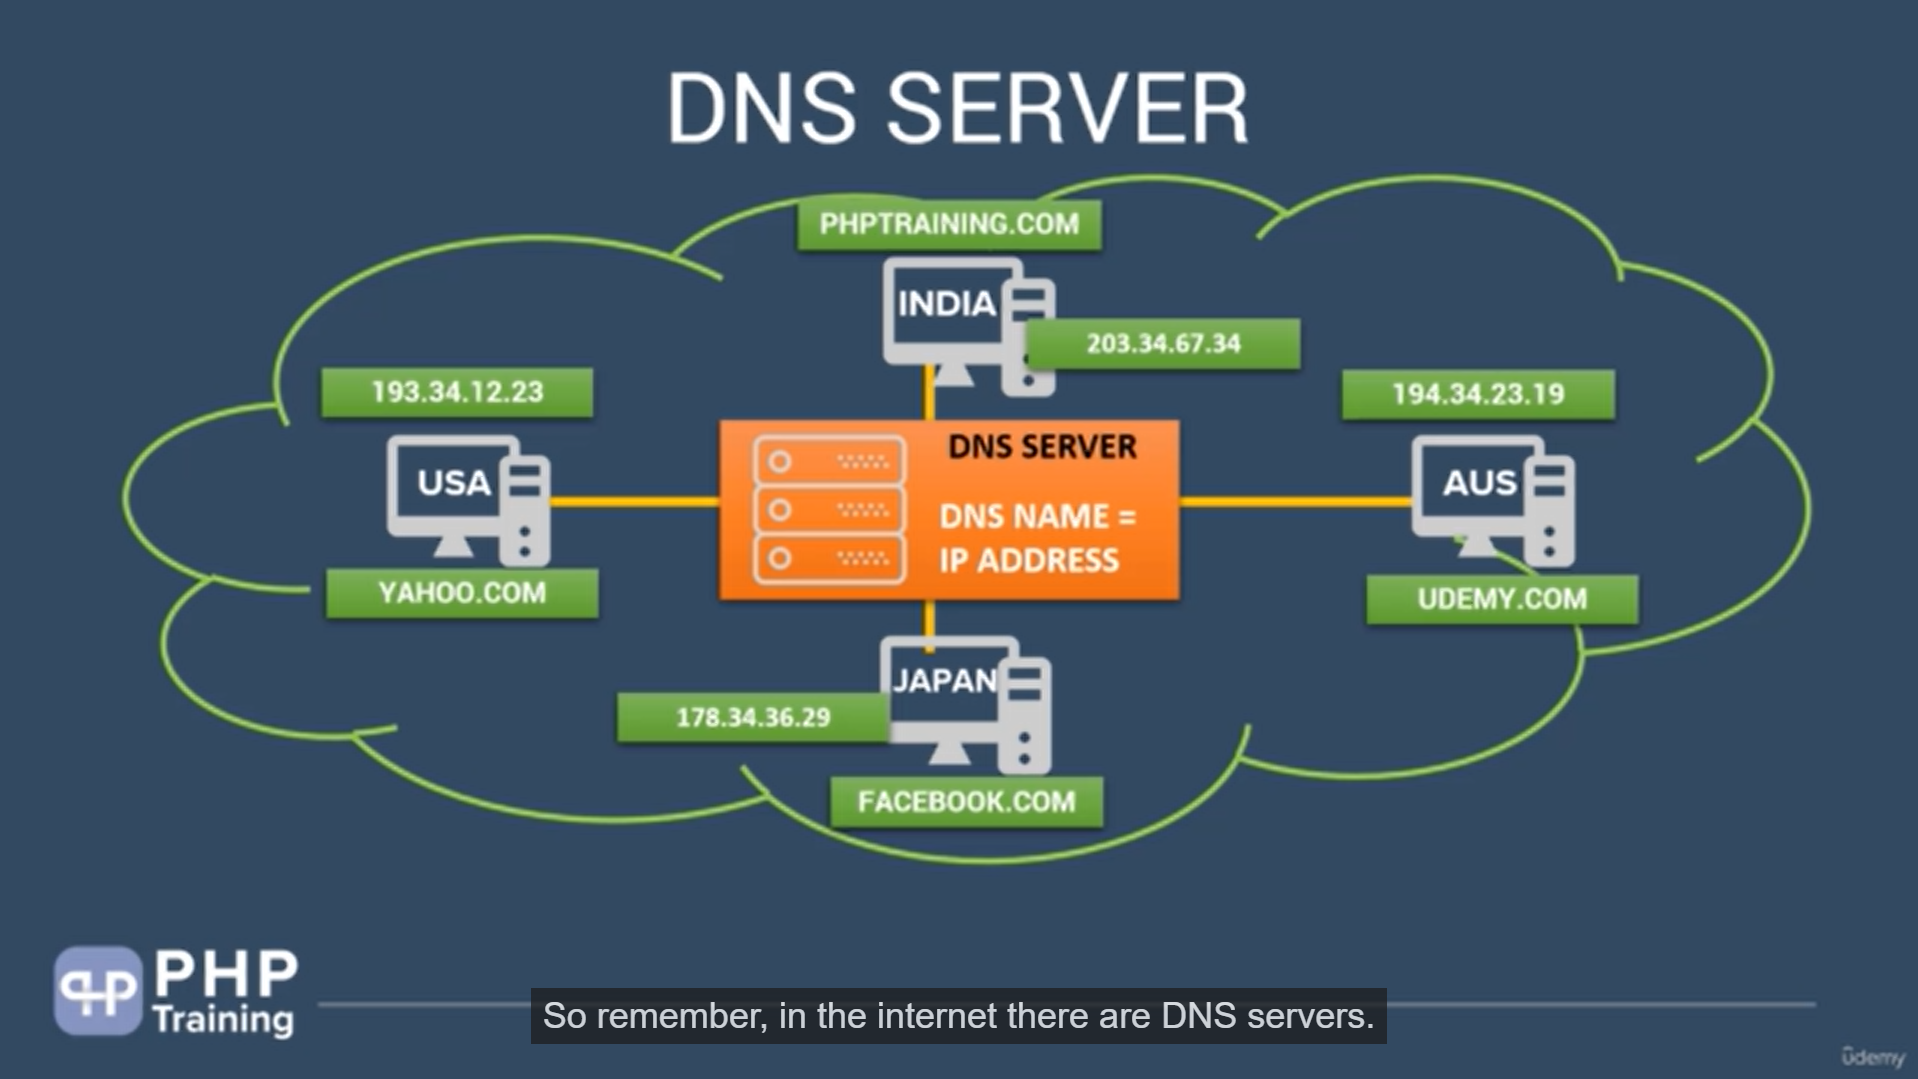 DNS SERVER
PHPTRAINING.COM
INDIA
203.34.67.34
193.34.12.23
USA
YAHOO.COM
DNS SERVER
DNS NAME =
IP ADDRESS
194.34.23.19
AUS
UDEMY.COM
JAPAN
178.34.36.29
FACEBOOK.COM
PHP
Training
So remember, in the internet there are DNS servers.
udemy